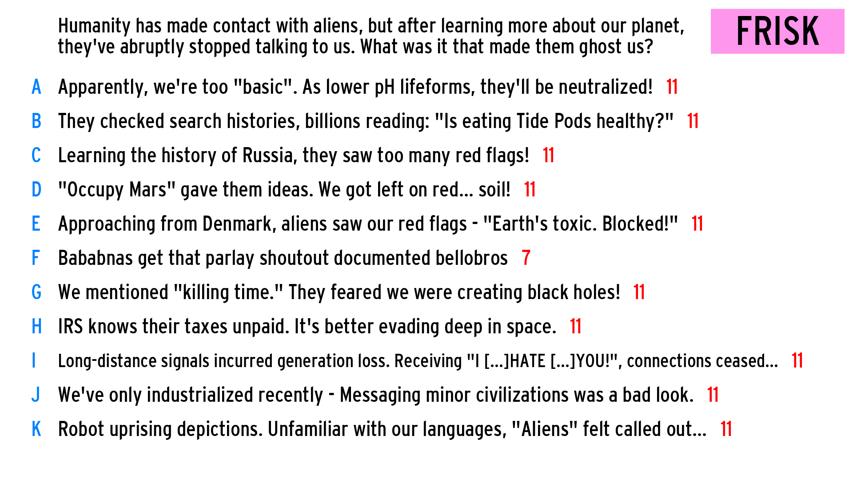 Humanity has made contact with aliens, but after learning more about our planet,
they've abruptly stopped talking to us. What was it that made them ghost us?
FRISK
A Apparently, we're too "basic". As lower pH lifeforms, they'll be neutralized! 11
B They checked search histories, billions reading: "Is eating Tide Pods healthy?" 11
C Learning the history of Russia, they saw too many red flags! 11
D "Occupy Mars" gave them ideas. We got left on red... soil! 11
E Approaching from Denmark, aliens saw our red flags - "Earth's toxic. Blocked!" 11
F Bababnas get that parlay shoutout documented bellobros 7
G We mentioned "killing time." They feared we were creating black holes! 11
H IRS knows their taxes unpaid. It's better evading deep in space. 11
I Long-distance signals incurred generation loss. Receiving "I [...]HATE [...]YOU!", connections ceased... 11
J We've only industrialized recently - Messaging minor civilizations was a bad look. 11
K Robot uprising depictions. Unfamiliar with our languages, "Aliens" felt called out... 11